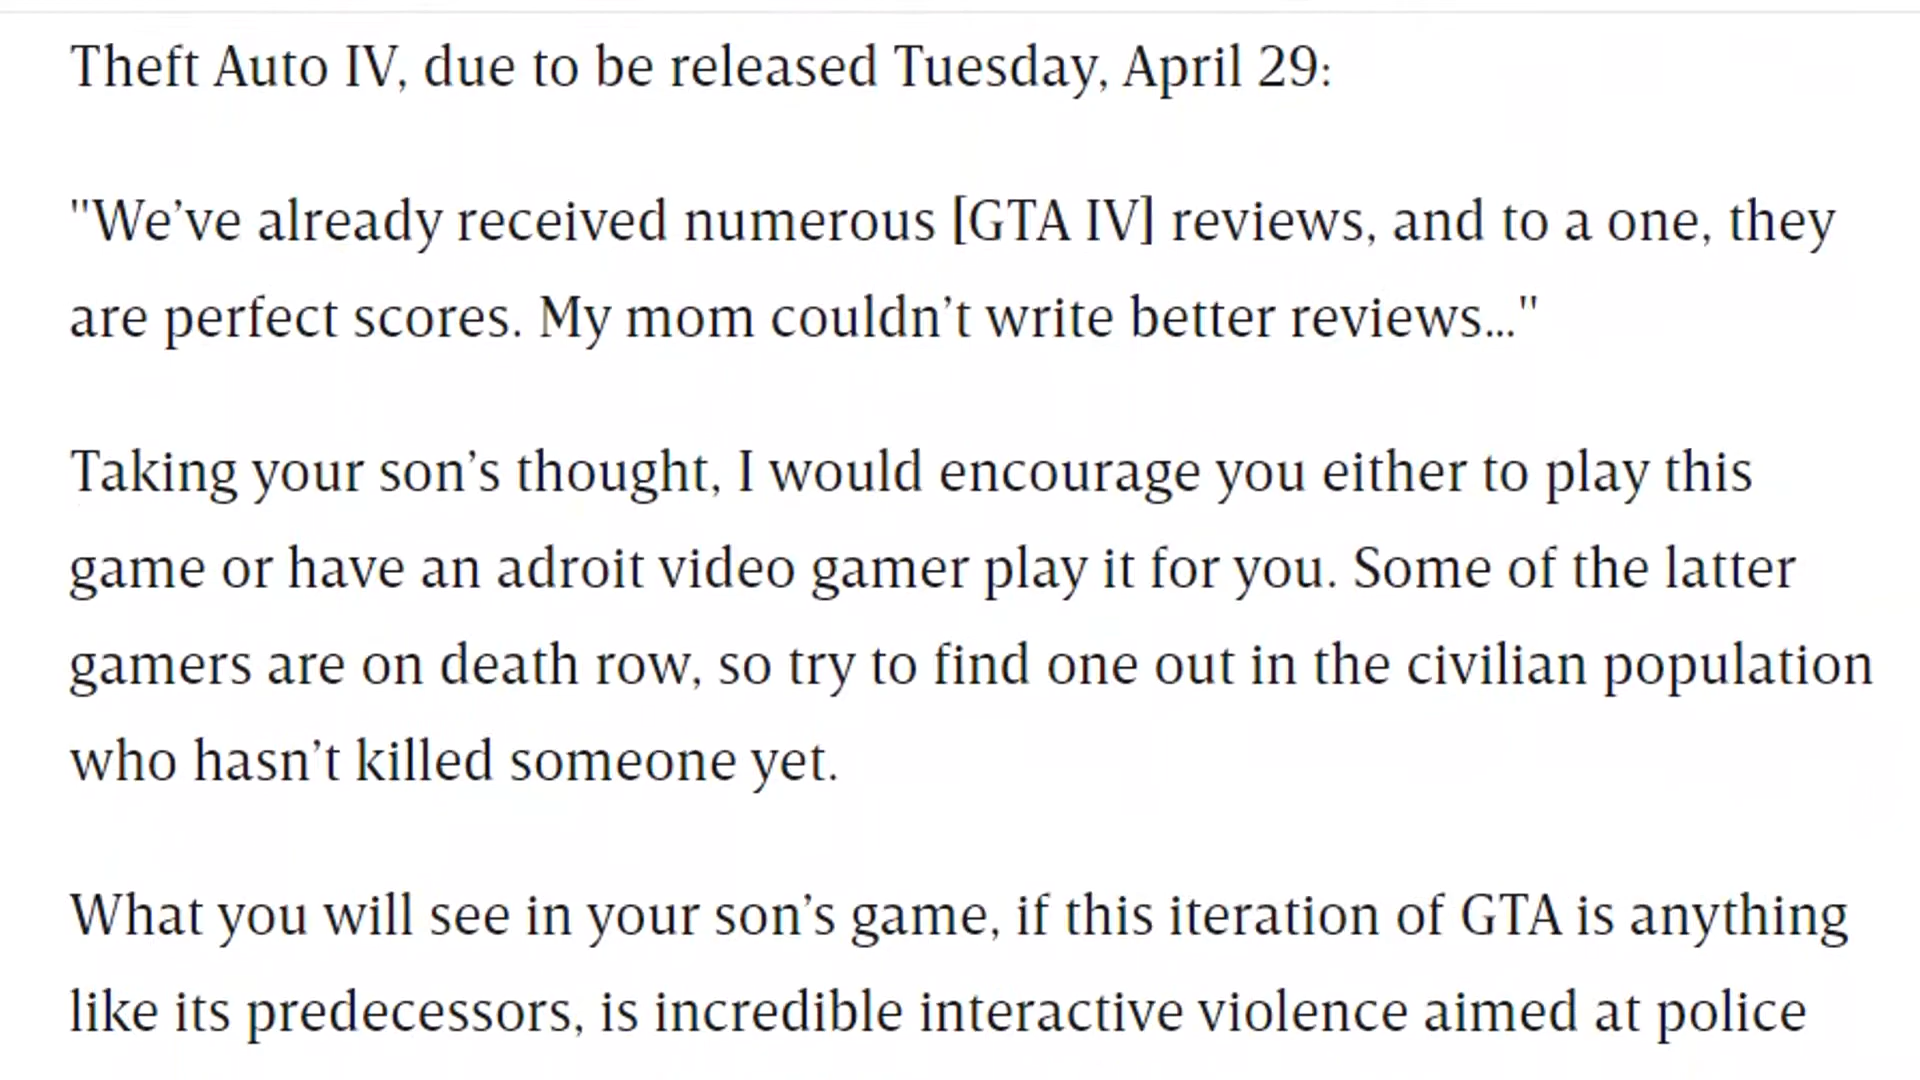 Theft Auto IV, due to be released Tuesday, April 29:
"We’ve already received numerous [GTA IV] reviews, and to a one, they
are perfect scores. My mom couldn’t write better reviews…"
Taking your son’s thought, I would encourage you either to play this
game or have an adroit video gamer play it for you. Some of the latter
gamers are on death row, so try to find one out in the civilian population
who hasn’t killed someone yet.
What you will see in your son’s game, if this iteration of GTA is anything
like its predecessors, is incredible interactive violence aimed at police